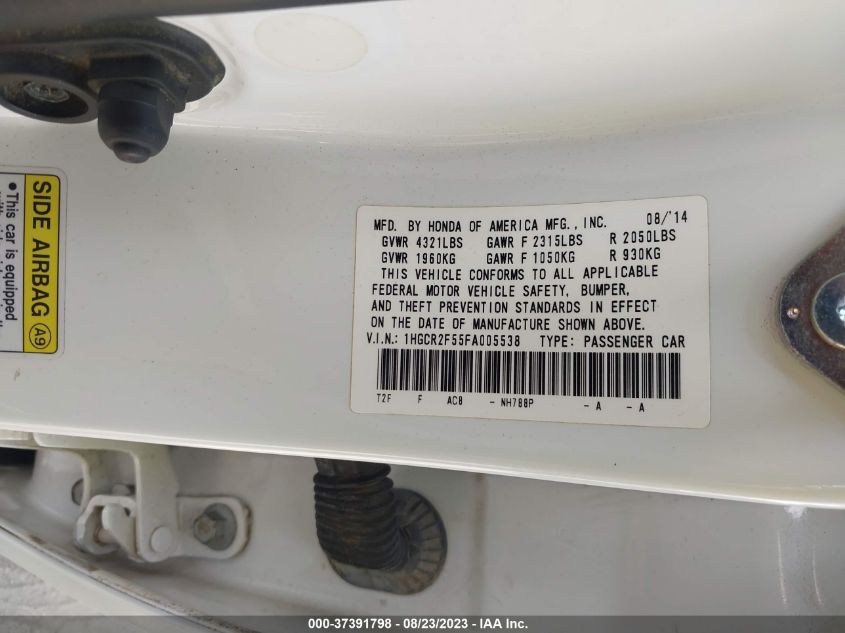 SIDE AIRBAG A9
This car is equipped
MFD. BY HONDA OF AMERICA MFG., INC. 08/'14
GVWR 4321LBS GAWR F 2315LBS R 2050LBS
GVWR 1960KG GAWR F 1050KG R 930KG
THIS VEHICLE CONFORMS TO ALL APPLICABLE
FEDERAL MOTOR VEHICLE SAFETY, BUMPER,
AND THEFT PREVENTION STANDARDS IN EFFECT
ON THE DATE OF MANUFACTURE SHOWN ABOVE.
V.I.N.: 1HGCR2F55FA005538 TYPE: PASSENGER CAR
T2F F AC8 - NH788P - A - A
000-37391798 - 08/23/2023 - IAA Inc.